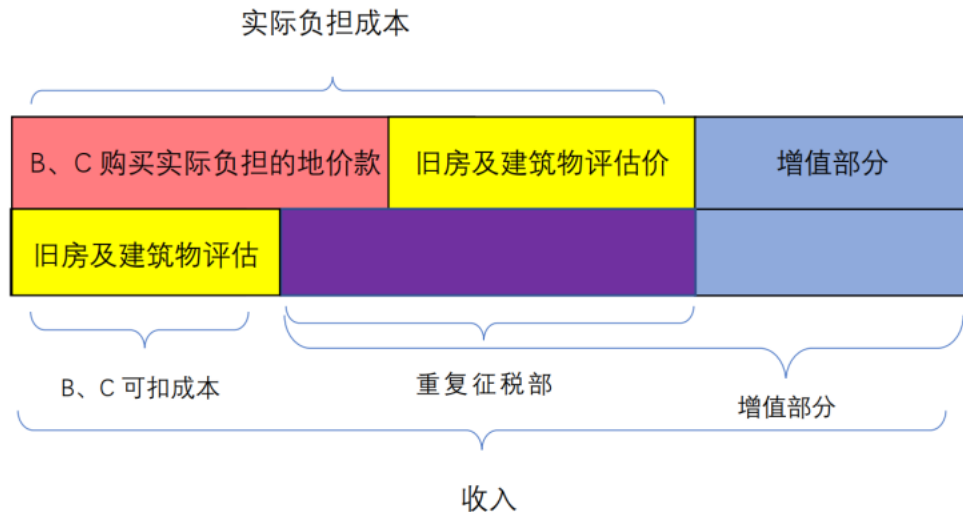 实际负担成本
B、C 购买实际负担的地价款
旧房及建筑物评估价
增值部分
旧房及建筑物评估
B、C 可扣成本
重复征税部
增值部分
收入